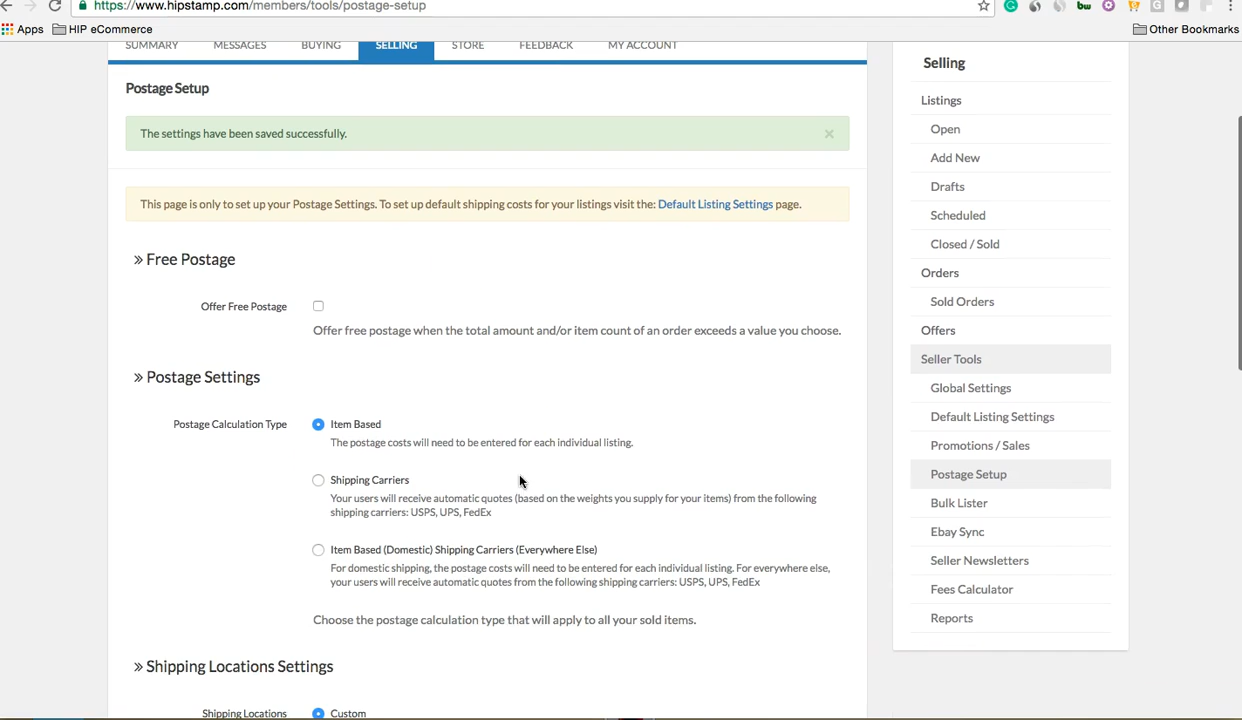 https://www.hipstamp.com/members/tools/postage-setup
Apps HIP eCommerce Other Bookmarks
SUMMARY MESSAGES BUYING SELLING STORE FEEDBACK MY ACCOUNT
Postage Setup
The settings have been saved successfully. ×
This page is only to set up your Postage Settings. To set up default shipping costs for your listings visit the: Default Listing Settings page.
» Free Postage
Offer Free Postage
Offer free postage when the total amount and/or item count of an order exceeds a value you choose.
» Postage Settings
Postage Calculation Type Item Based
The postage costs will need to be entered for each individual listing.
Shipping Carriers
Your users will receive automatic quotes (based on the weights you supply for your items) from the following
shipping carriers: USPS, UPS, FedEx
Item Based (Domestic) Shipping Carriers (Everywhere Else)
For domestic shipping, the postage costs will need to be entered for each individual listing. For everywhere else,
your users will receive automatic quotes from the following shipping carriers: USPS, UPS, FedEx
Choose the postage calculation type that will apply to all your sold items.
» Shipping Locations Settings
Shipping Locations Custom
Selling
Listings
Open
Add New
Drafts
Scheduled
Closed / Sold
Orders
Sold Orders
Offers
Seller Tools
Global Settings
Default Listing Settings
Promotions / Sales
Postage Setup
Bulk Lister
Ebay Sync
Seller Newsletters
Fees Calculator
Reports